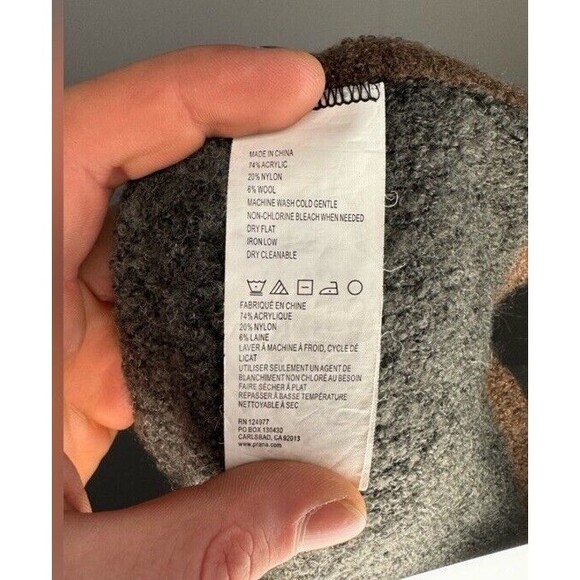 MADE IN CHINA
74% ACRYLIC
20% NYLON
6% WOOL
MACHINE WASH COLD GENTLE
NON-CHLORINE BLEACH WHEN NEEDED
DRY FLAT
IRON LOW
DRY CLEANABLE
FABRIQUÉ EN CHINE
74% ACRYLIQUE
20% NYLON
6% LAINE
LAVER À MACHINE À FROID, CYCLE DÉ
LICAT
UTILISER SEULEMENT UN AGENT DE
BLANCHIMENT NON CHLORÉ AU BESOIN
FAIRE SÉCHER À PLAT
REPASSER À BASSE TEMPÉRATURE
NETTOYABLE À SEC
RN 124977
PO BOX 130430
CARLSBAD, CA 92013
www.prana.com